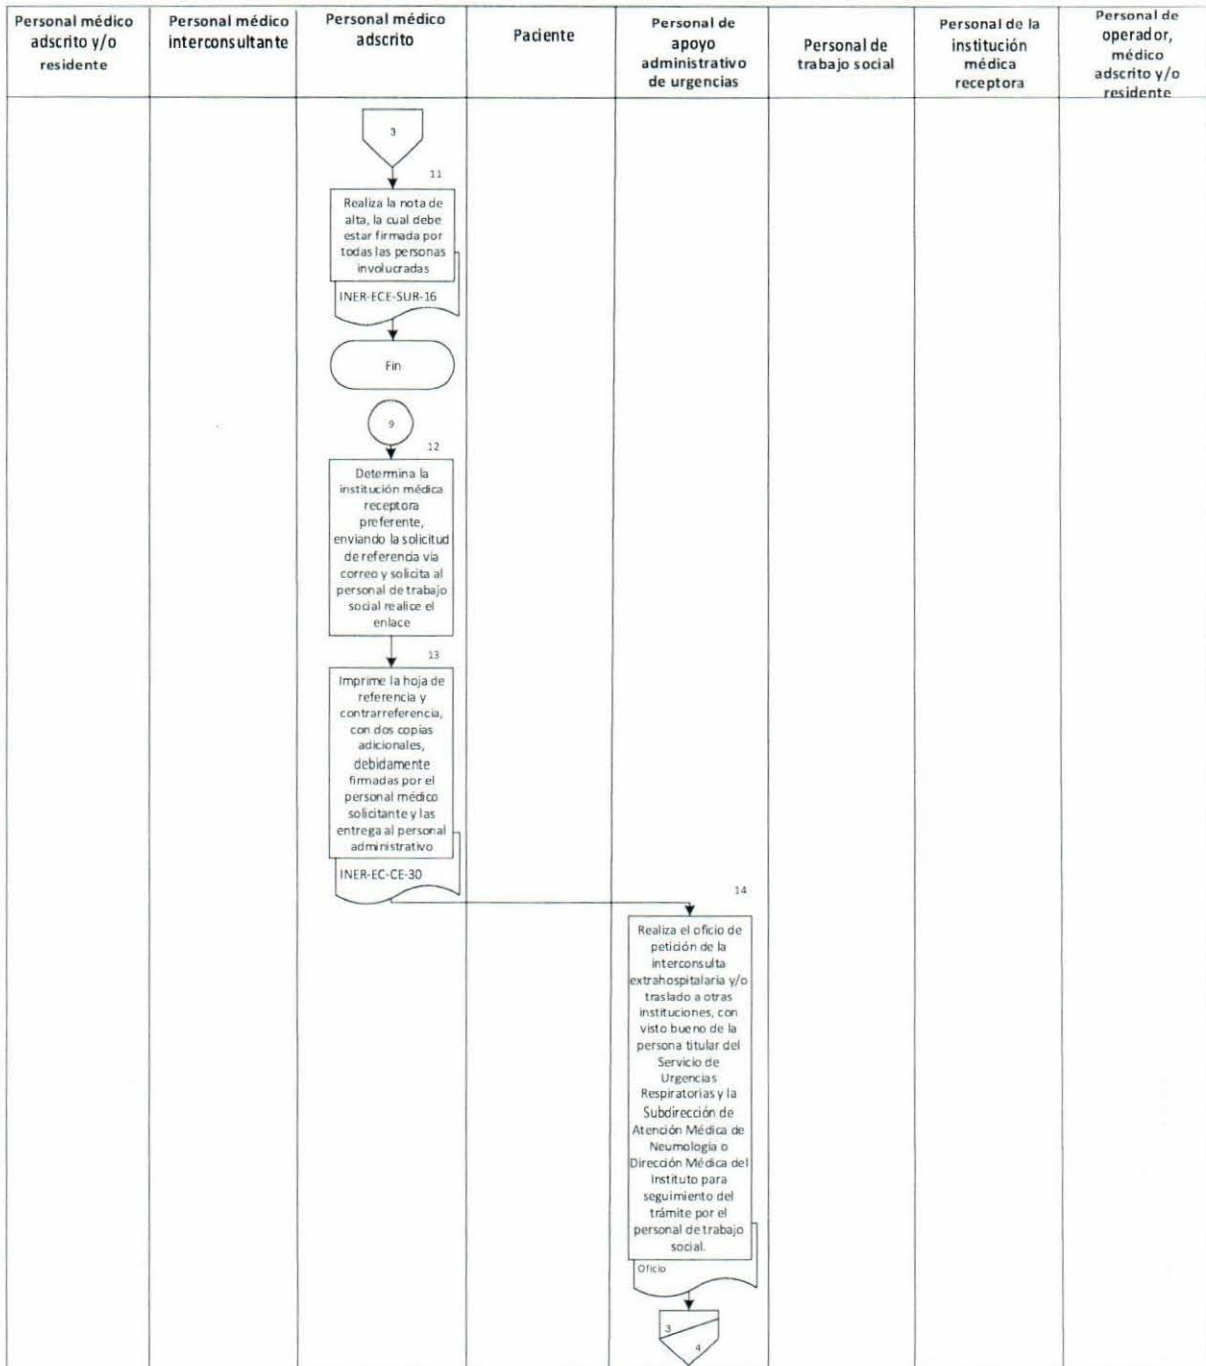 Personal médico
adscrito y/o
residente
Personal médico
interconsultante
Personal médico
adscrito
Paciente
Personal de
apoyo
administrativo
de urgencias
Personal de
trabajo social
Personal de la
institución
médica
receptora
Personal de
operador,
médico
adscrito y/o
residente
3
11
Realiza la nota de
alta, la cual debe
estar firmada por
todas las personas
involucradas
INER-ECE-SUR-16
Fin
9
12
Determina la
institución médica
receptora
preferente,
enviando la solicitud
de referencia vía
correo y solicita al
personal de trabajo
social realice el
enlace
13
Imprime la hoja de
referencia y
contrarreferencia,
con dos copias
adicionales,
debidamente
firmadas por el
personal médico
solicitante y las
entrega al personal
administrativo
INER-EC-CE-30
14
Realiza el oficio de
petición de la
interconsulta
extrahospitalaria y/o
traslado a otras
instituciones, con
visto bueno de la
persona titular del
Servicio de
Urgencias
Respiratorias y la
Subdirección de
Atención Médica de
Neumología o
Dirección Médica del
Instituto para
seguimiento del
trámite por el
personal de trabajo
social.
Oficio
3
4